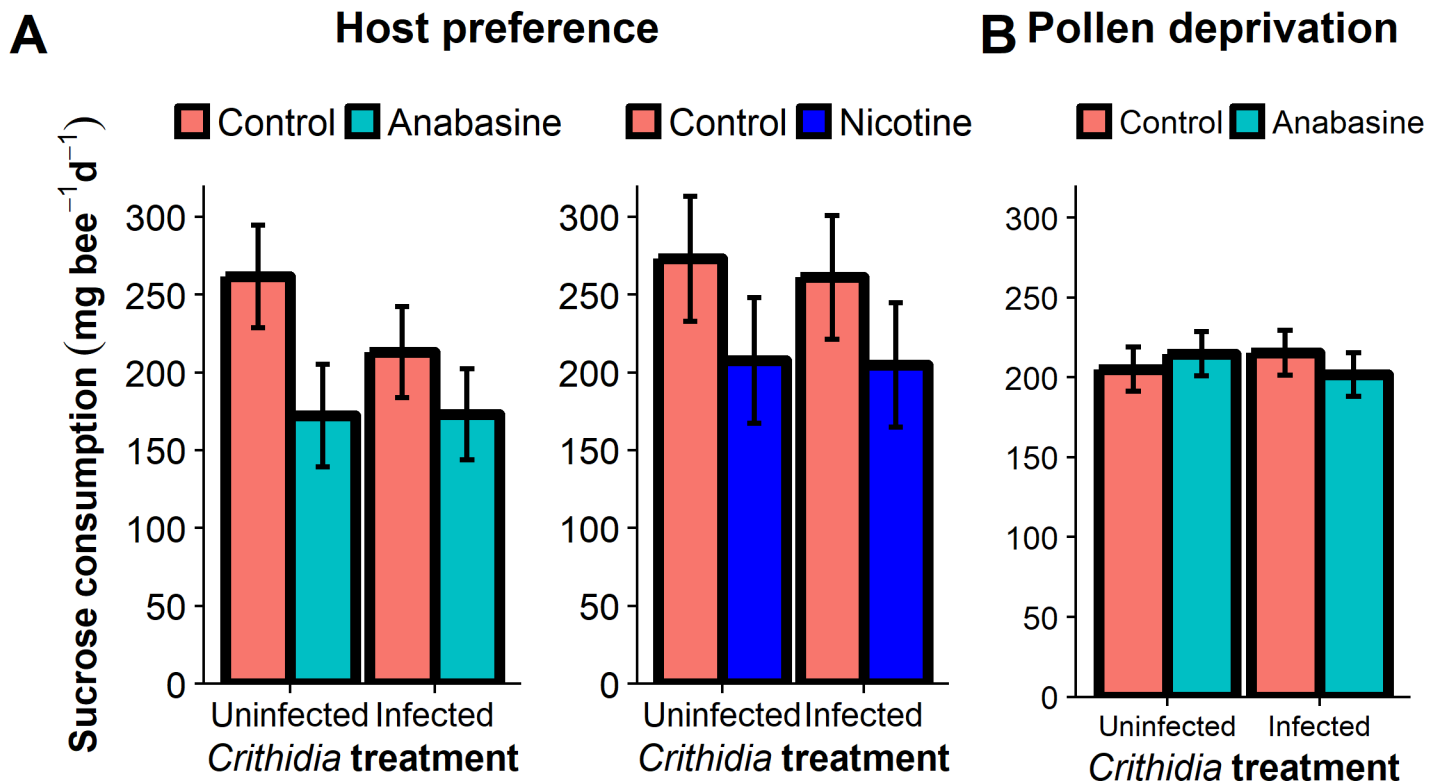 A Host preference
B Pollen deprivation
Control Anabasine
Control Nicotine
Control Anabasine
Sucrose consumption (mg bee⁻¹d⁻¹)
300
250
200
150
100
50
0
Uninfected Infected
Crithidia treatment
300
250
200
150
100
50
0
Uninfected Infected
Crithidia treatment
300
250
200
150
100
50
0
Uninfected Infected
Crithidia treatment